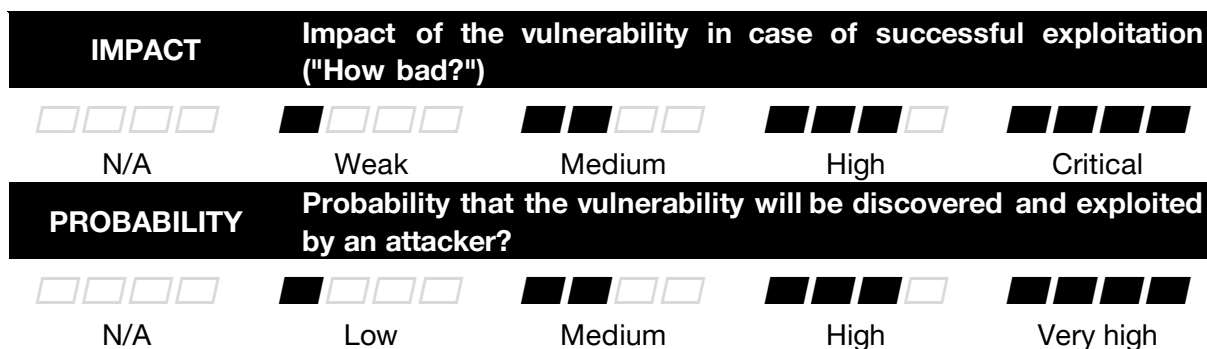 IMPACT
Impact of the vulnerability in case of successful exploitation
("How bad?")
N/A Weak Medium High Critical
PROBABILITY
Probability that the vulnerability will be discovered and exploited
by an attacker?
N/A Low Medium High Very high